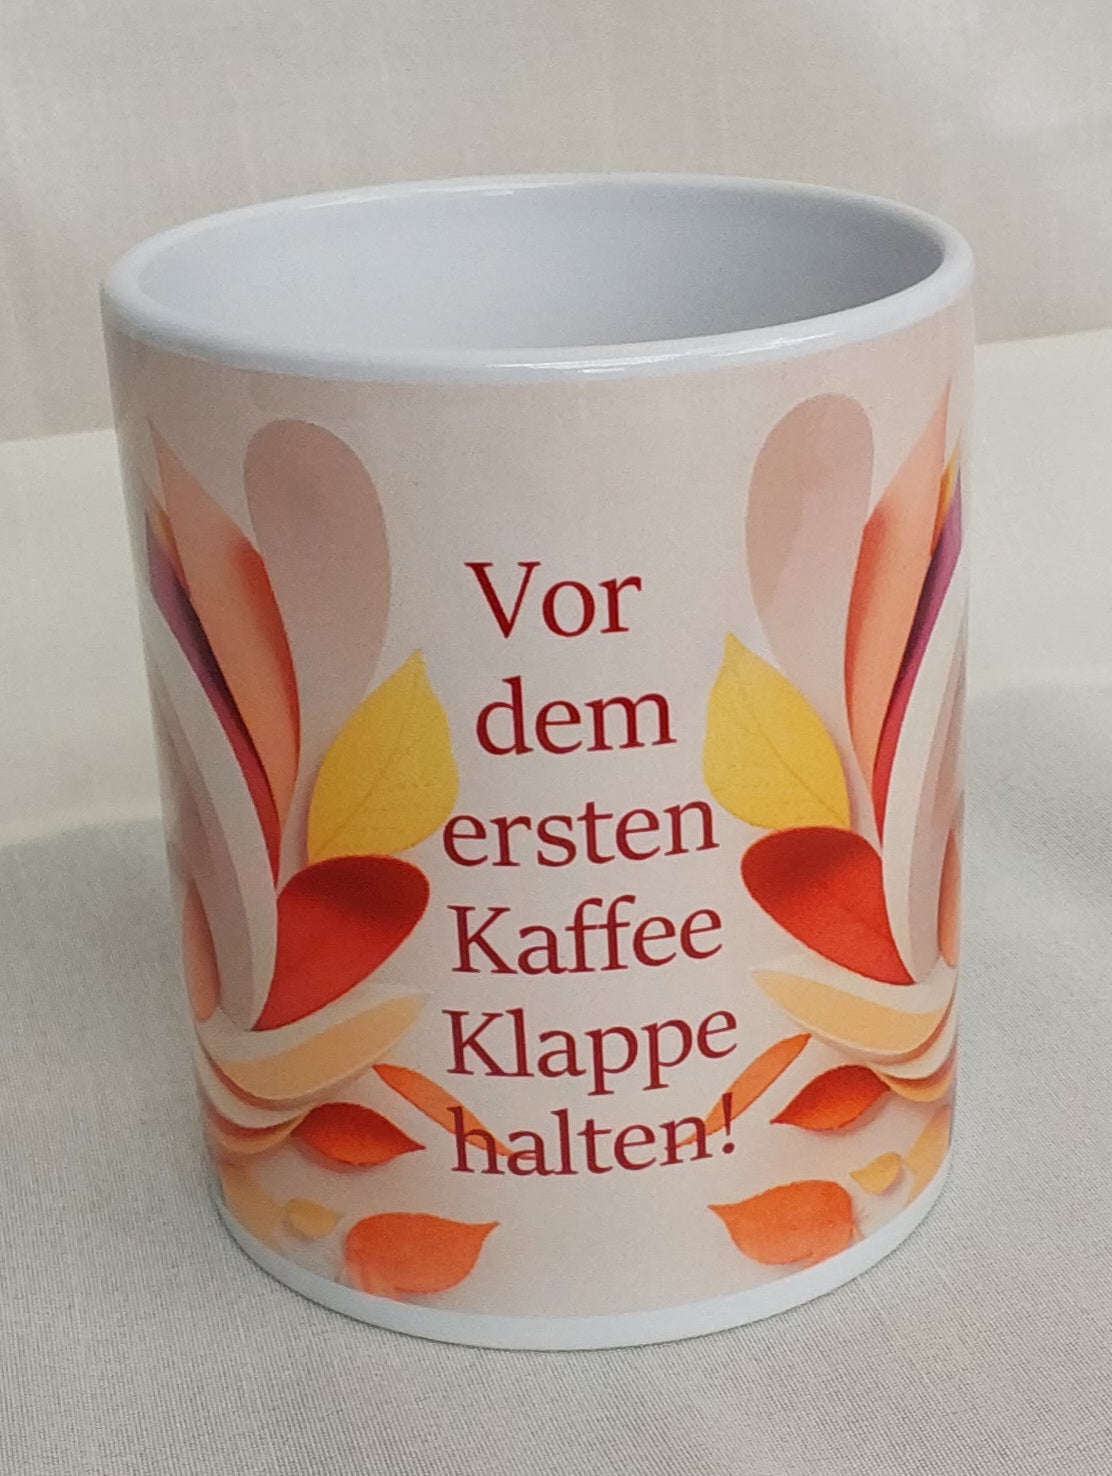 Vor
dem
ersten
Kaffee
Klappe
halten!